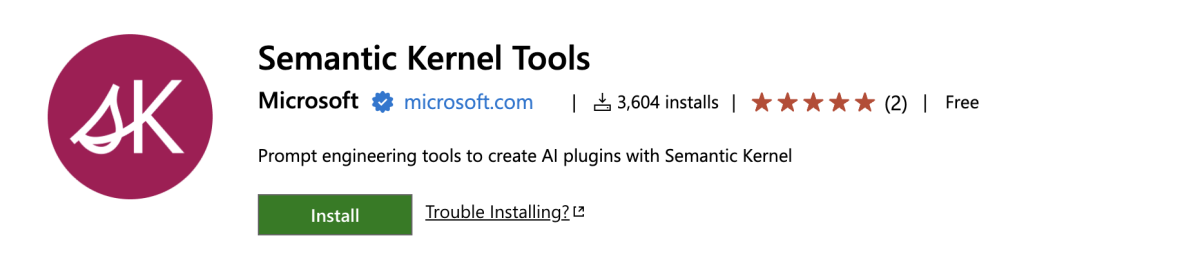 sK
Semantic Kernel Tools
Microsoft microsoft.com | 3,604 installs | (2) | Free
Prompt engineering tools to create AI plugins with Semantic Kernel
Install Trouble Installing?